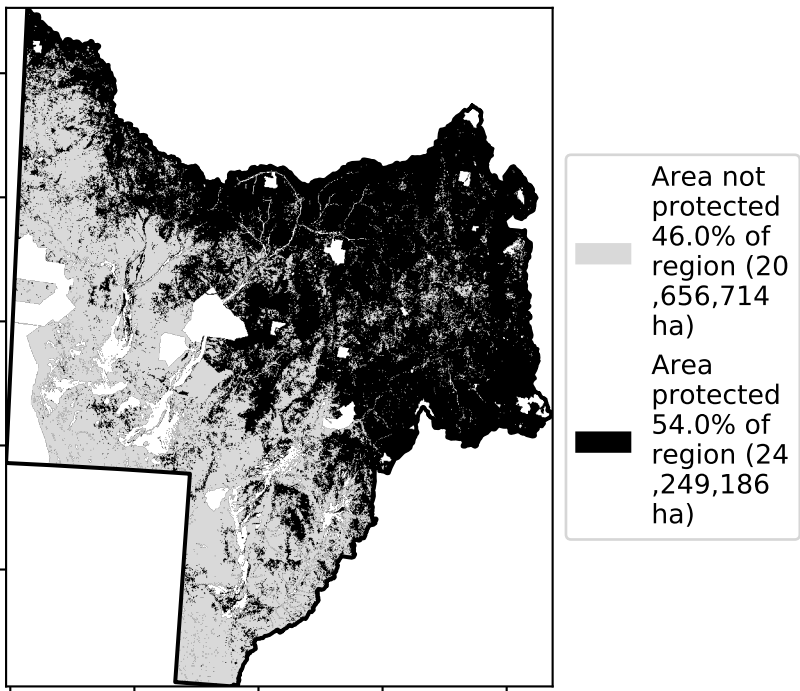 Area not
protected
46.0% of
region (20
,656,714
ha)
Area
protected
54.0% of
region (24
,249,186
ha)